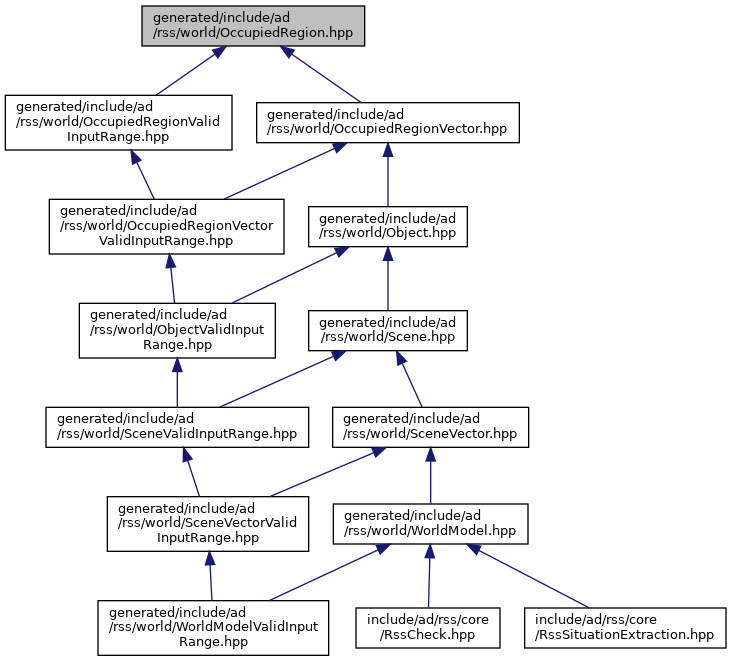 generated/include/ad
/rss/world/OccupiedRegion.hpp
generated/include/ad
/rss/world/OccupiedRegionValid
InputRange.hpp
generated/include/ad
/rss/world/OccupiedRegionVector.hpp
generated/include/ad
/rss/world/OccupiedRegionVector
ValidInputRange.hpp
generated/include/ad
/rss/world/Object.hpp
generated/include/ad
/rss/world/ObjectValidInput
Range.hpp
generated/include/ad
/rss/world/Scene.hpp
generated/include/ad
/rss/world/SceneValidInputRange.hpp
generated/include/ad
/rss/world/SceneVector.hpp
generated/include/ad
/rss/world/SceneVectorValid
InputRange.hpp
generated/include/ad
/rss/world/WorldModel.hpp
generated/include/ad
/rss/world/WorldModelValidInput
Range.hpp
include/ad/rss/core
/RssCheck.hpp
include/ad/rss/core
/RssSituationExtraction.hpp